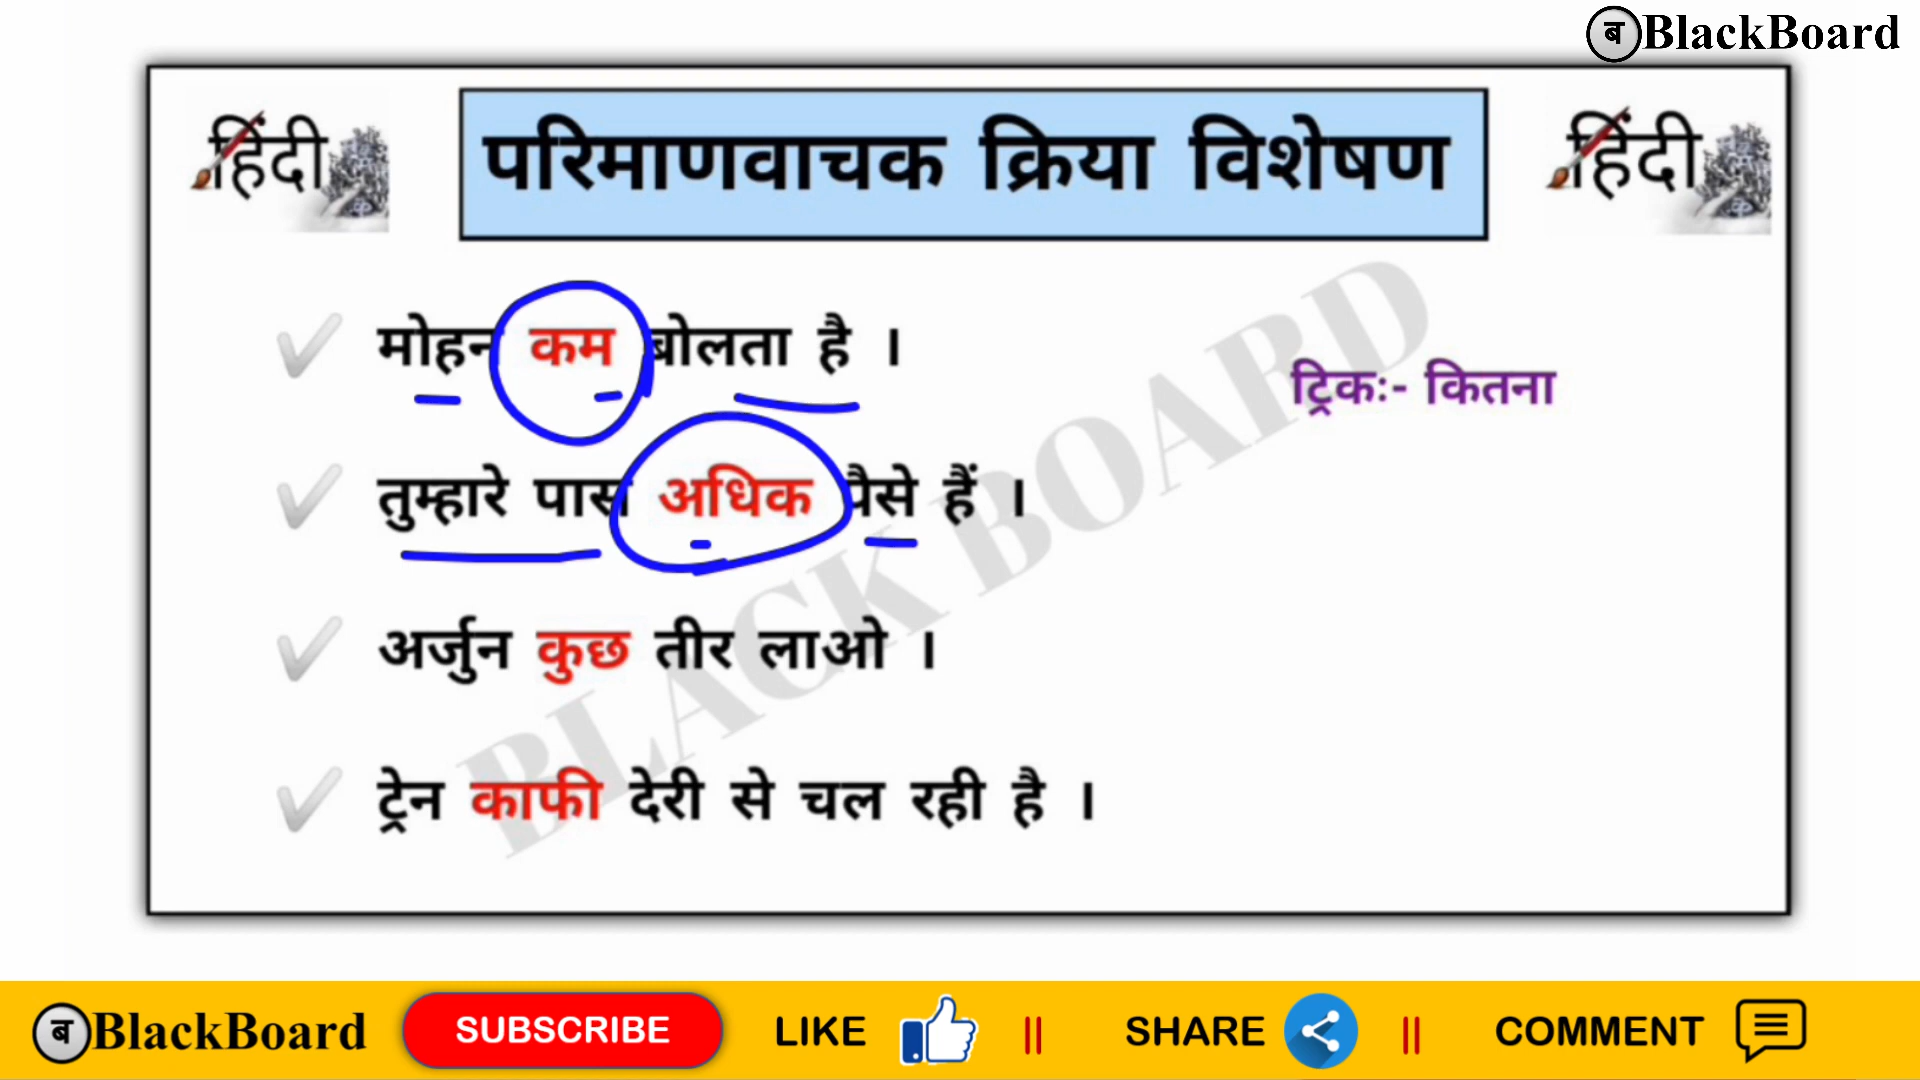 ब BlackBoard
हिंदी परिमाणवाचक क्रिया विशेषण हिंदी
मोहन कम बोलता है ।
ट्रिकः- कितना
तुम्हारे पास अधिक पैसे हैं ।
अर्जुन कुछ तीर लाओ ।
ट्रेन काफी देरी से चल रही है ।
BLACK BOARD
ब BlackBoard SUBSCRIBE LIKE || SHARE || COMMENT